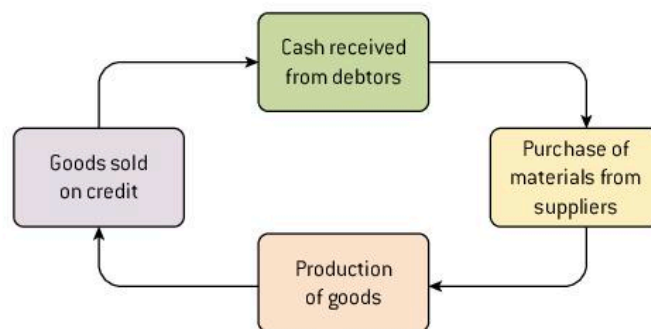 Cash received
from debtors
Purchase of
materials from
suppliers
Production
of goods
Goods sold
on credit